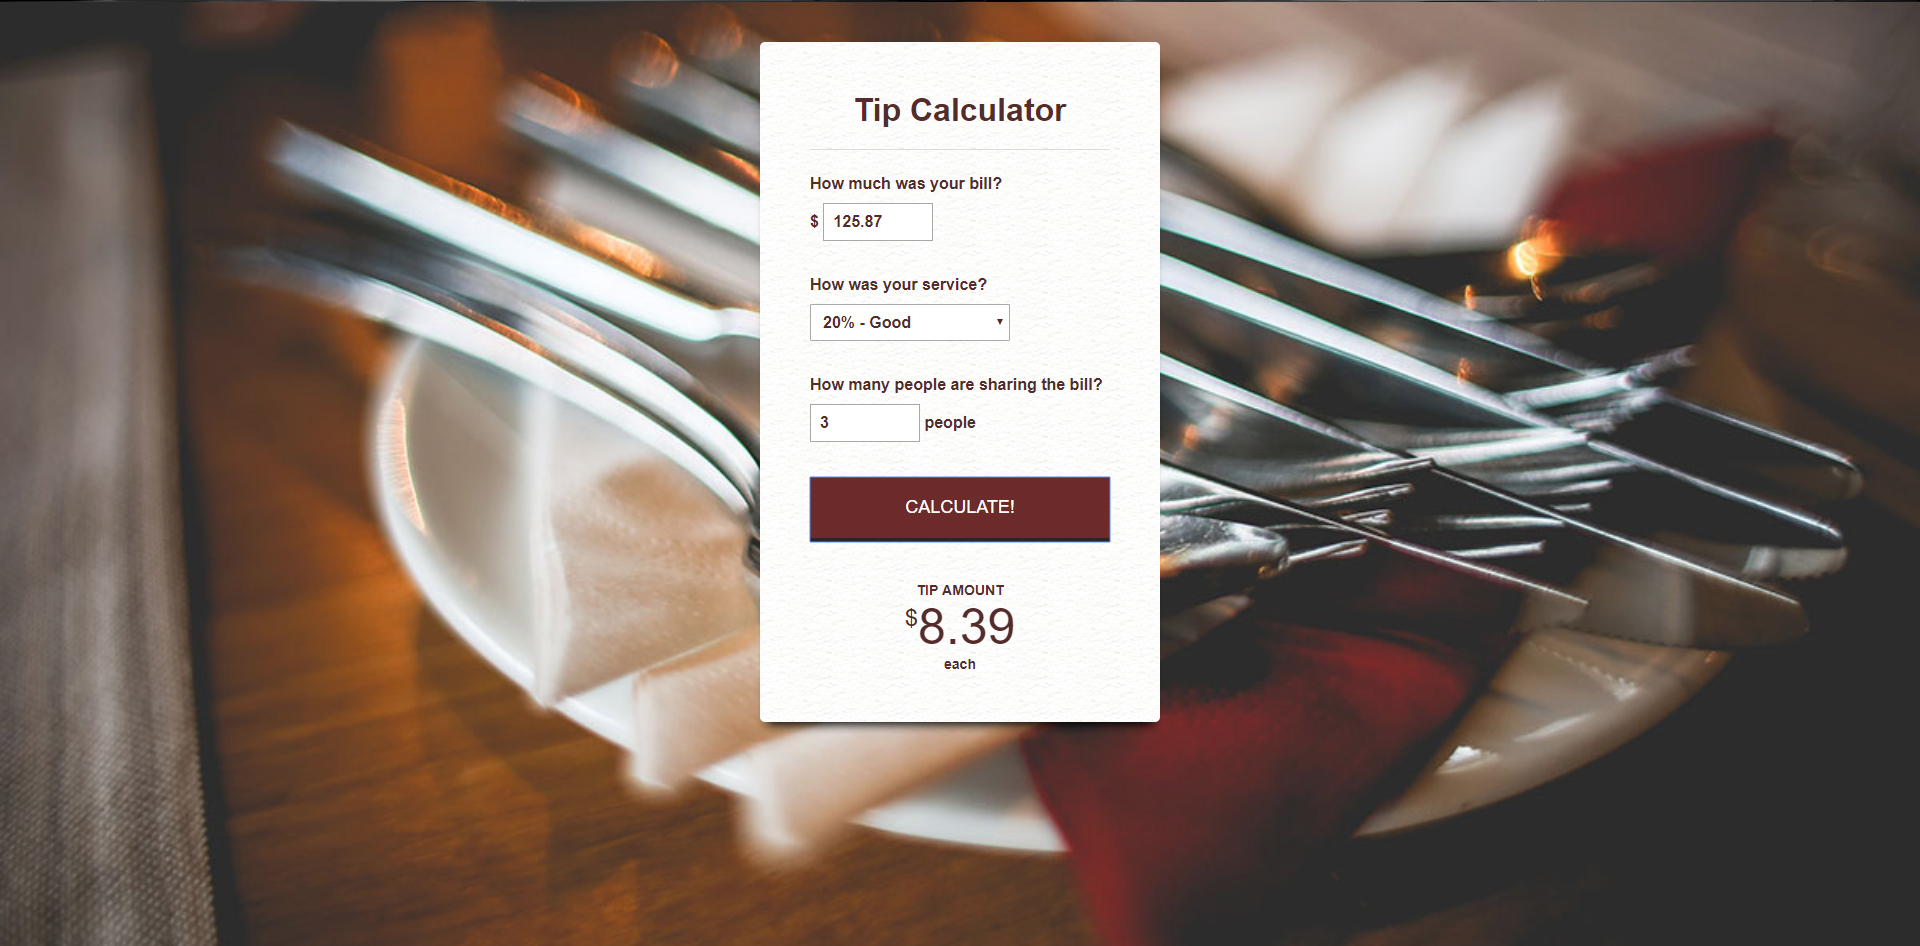 Tip Calculator
How much was your bill?
$ 125.87
How was your service?
20% - Good
How many people are sharing the bill?
3 people
CALCULATE!
TIP AMOUNT
$8.39
each